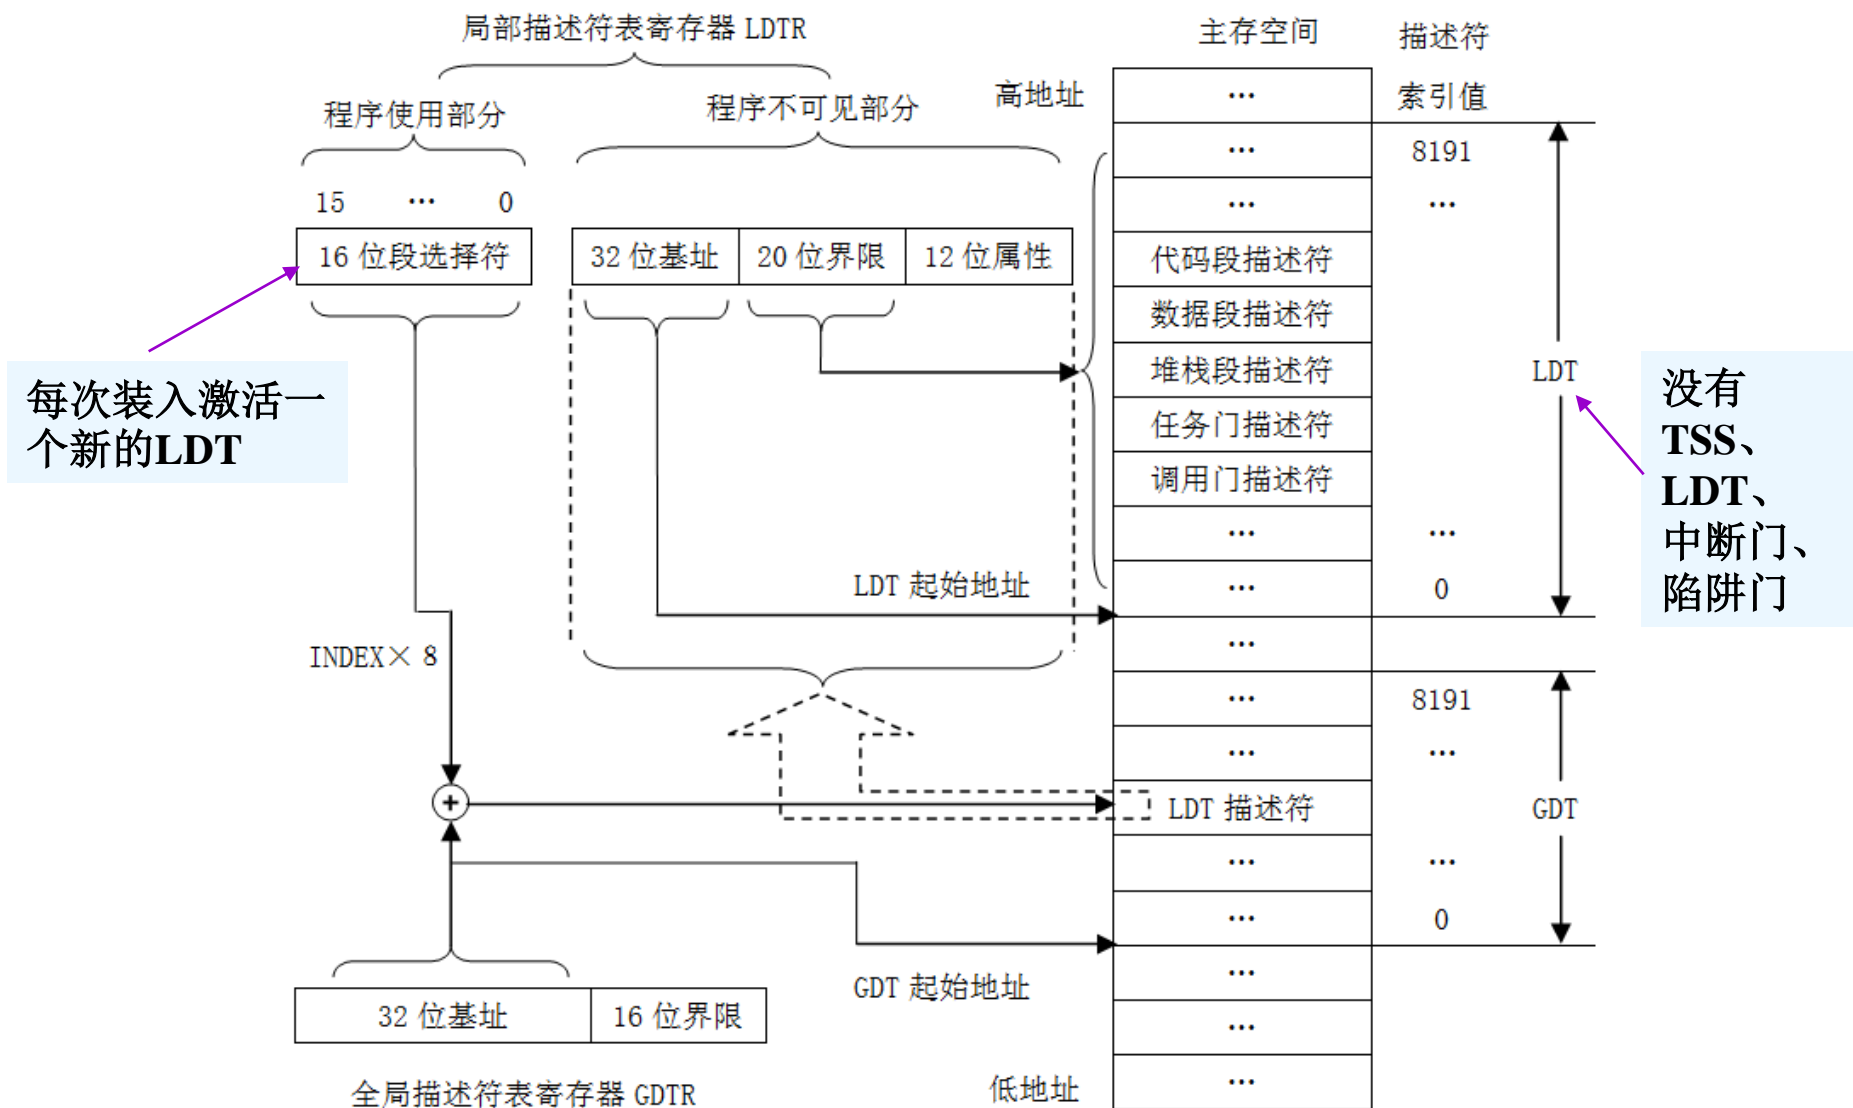 局部描述符表寄存器 LDTR
主存空间
描述符
索引值
高地址
程序使用部分
程序不可见部分
15 … 0
16 位段选择符
32 位基址
20 位界限
12 位属性
每次装入激活一
个新的LDT
…
…
8191
…
…
代码段描述符
数据段描述符
堆栈段描述符
任务门描述符
调用门描述符
…
…
…
0
LDT
没有
TSS、
LDT、
中断门、
陷阱门
LDT 起始地址
INDEX× 8
…
…
8191
…
…
+
LDT 描述符
GDT
…
…
…
0
GDT 起始地址
…
…
…
32 位基址
16 位界限
全局描述符表寄存器 GDTR
低地址